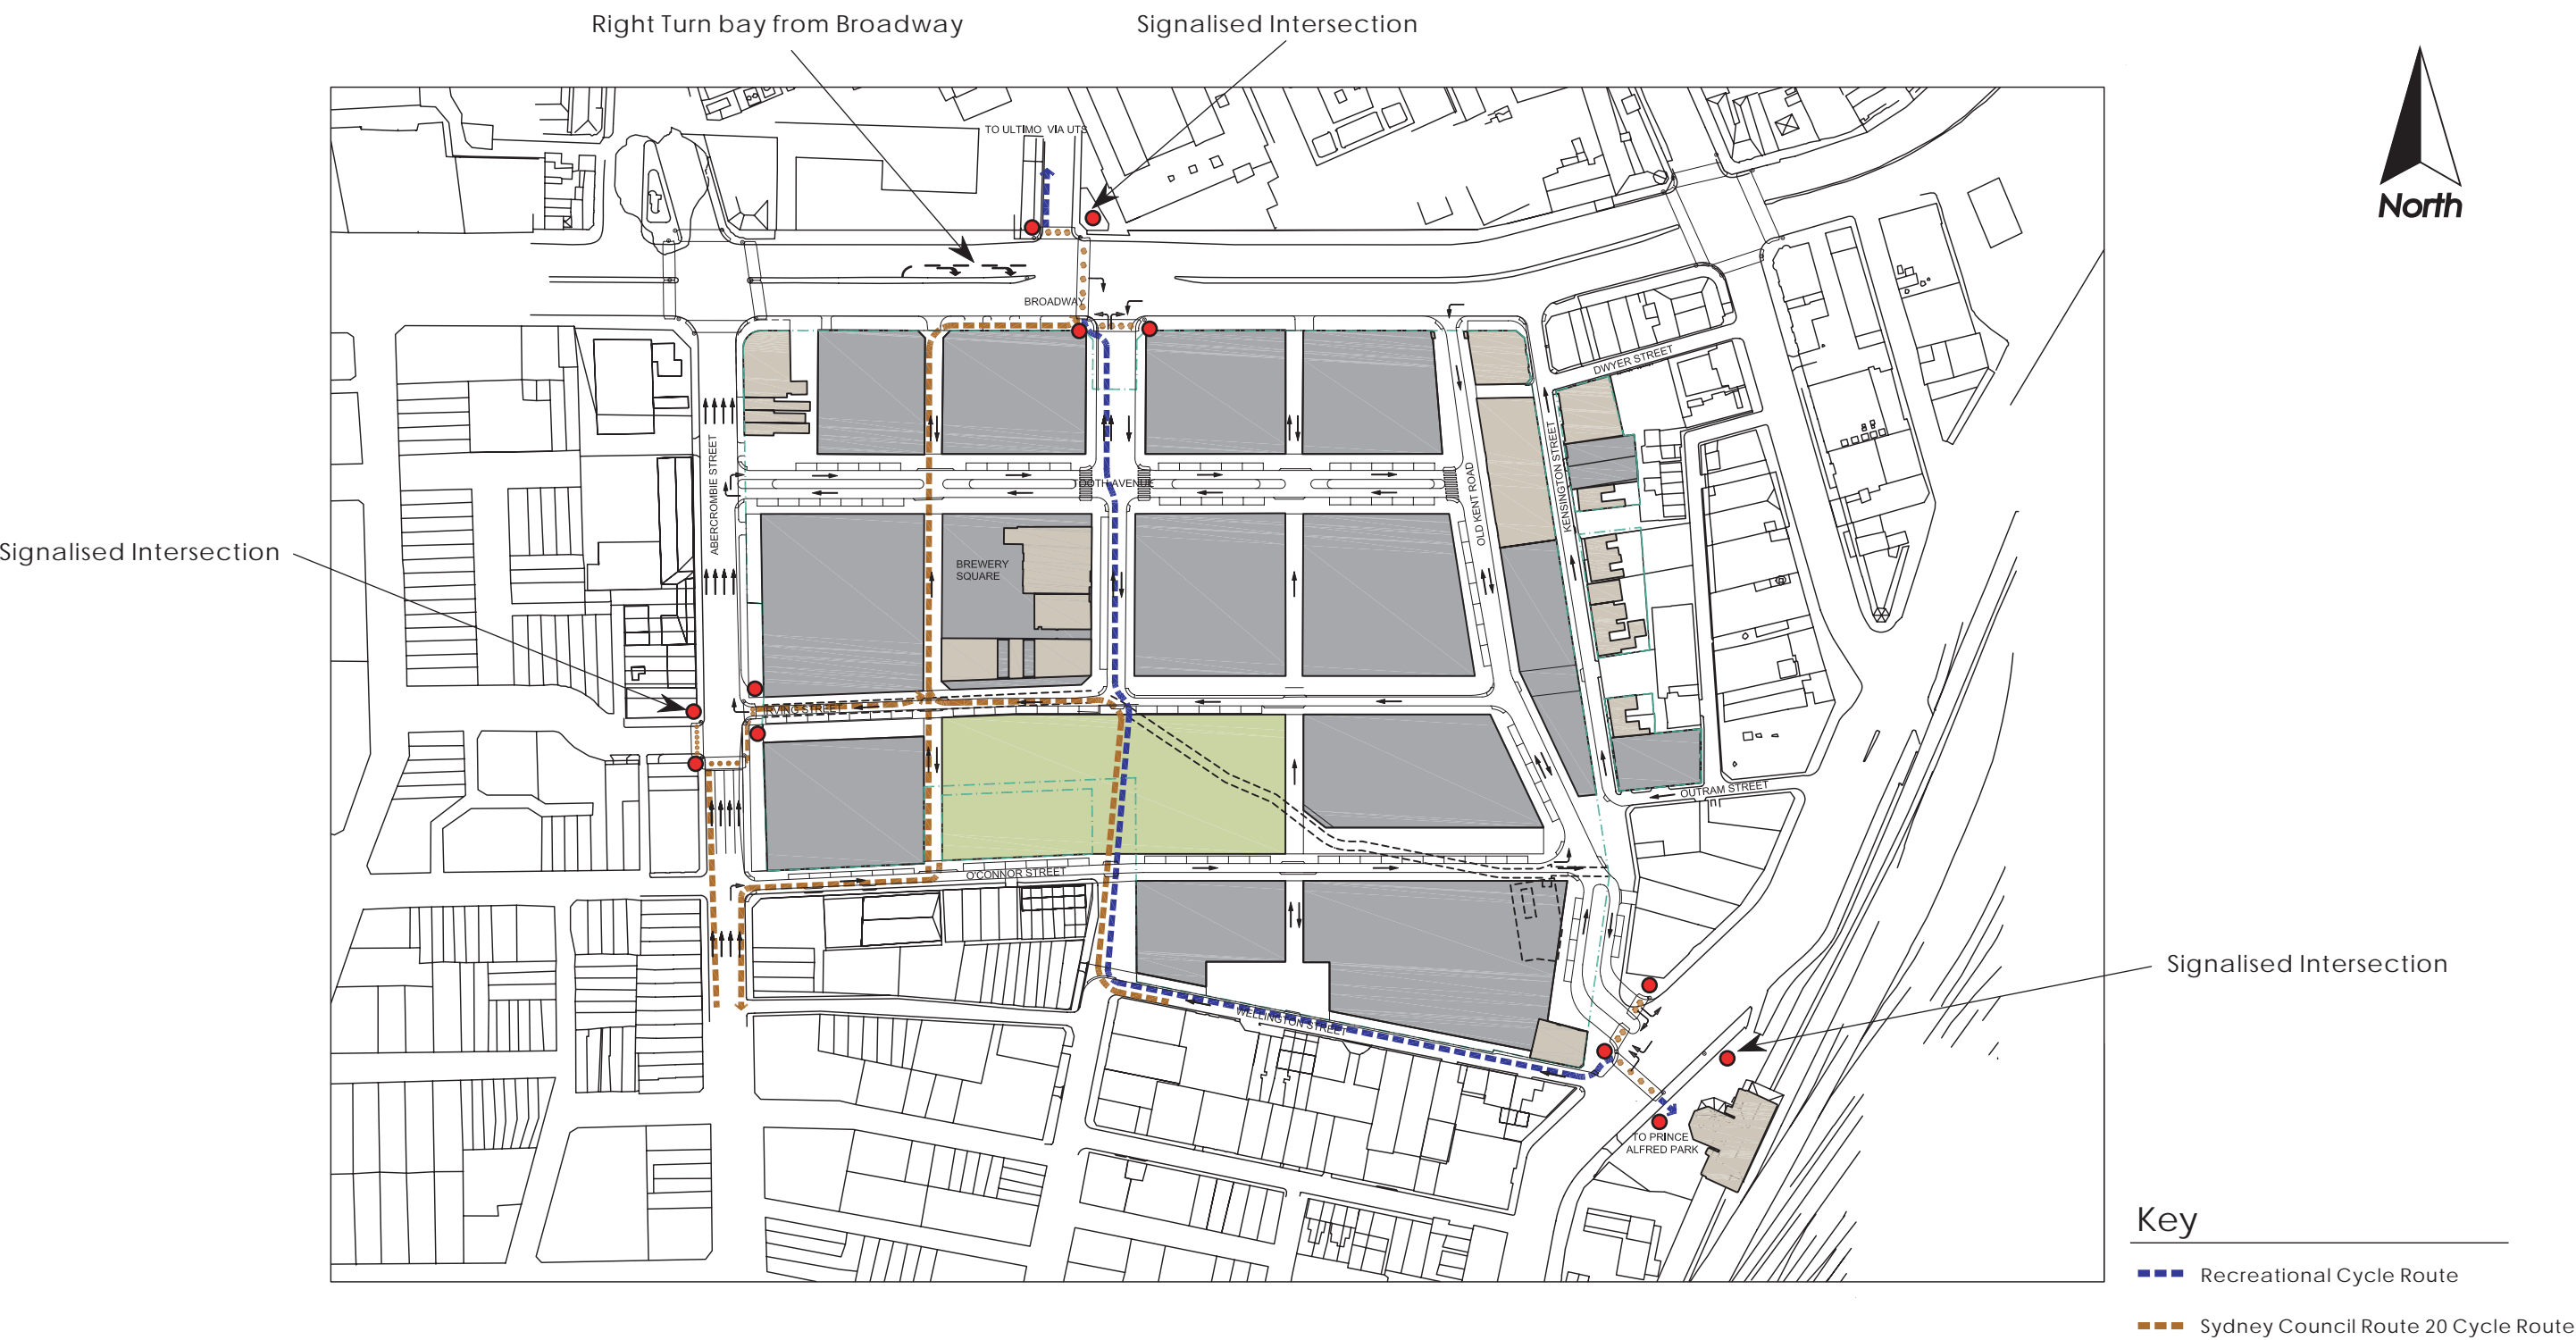 Right Turn bay from Broadway
Signalised Intersection
North
TO ULTIMO VIA UTS
BROADWAY
DWYER STREET
ABERCROMBIE STREET
TOOTH AVENUE
OLD KENT ROAD
KENSINGTON STREET
Signalised Intersection
BREWERY
SQUARE
IRVING STREET
OUTRAM STREET
O'CONNOR STREET
Signalised Intersection
WELLINGTON STREET
TO PRINCE
ALFRED PARK
Key
Recreational Cycle Route
Sydney Council Route 20 Cycle Route